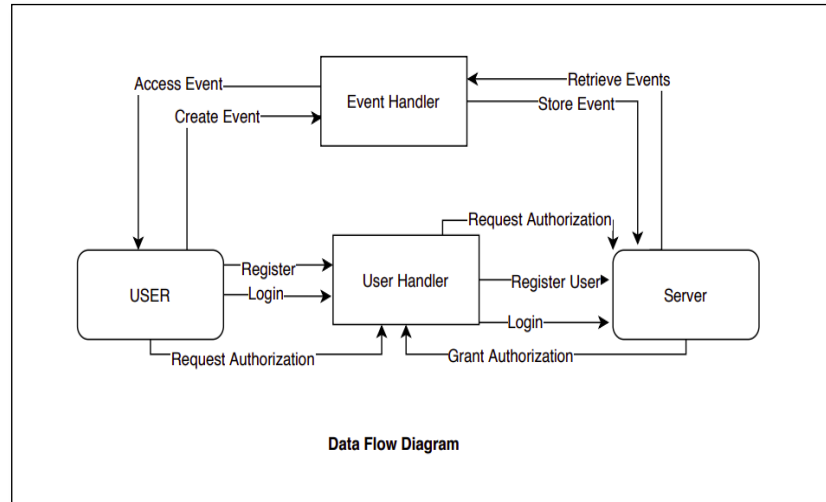 Access Event
Retrieve Events
Event Handler
Create Event
Store Event
Request Authorization
Register
User Handler
Register User
USER
Login
Server
Login
Request Authorization
Grant Authorization
Data Flow Diagram